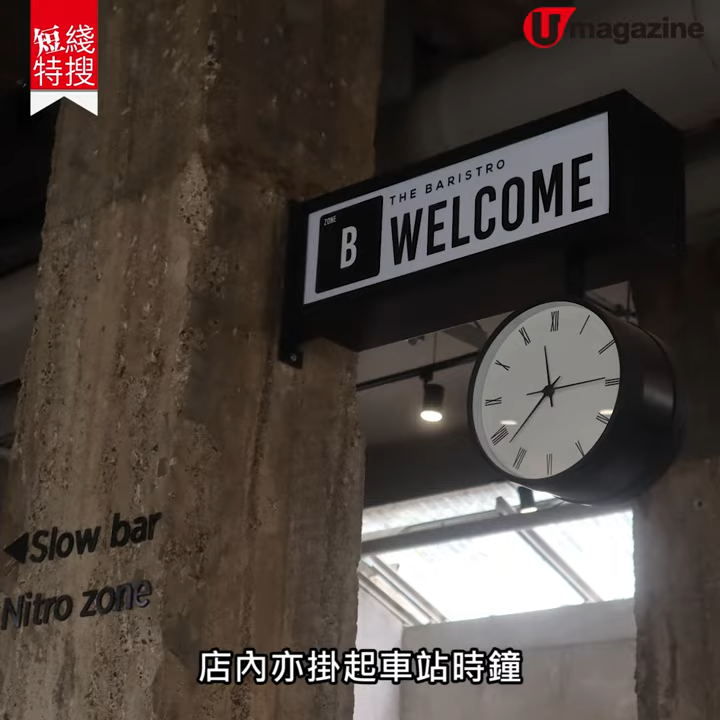 短綫
特搜
U magazine
THE BARISTRO
ZONE
B
WELCOME
XII
Slow bar
Nitro zone
店內亦掛起車站時鐘